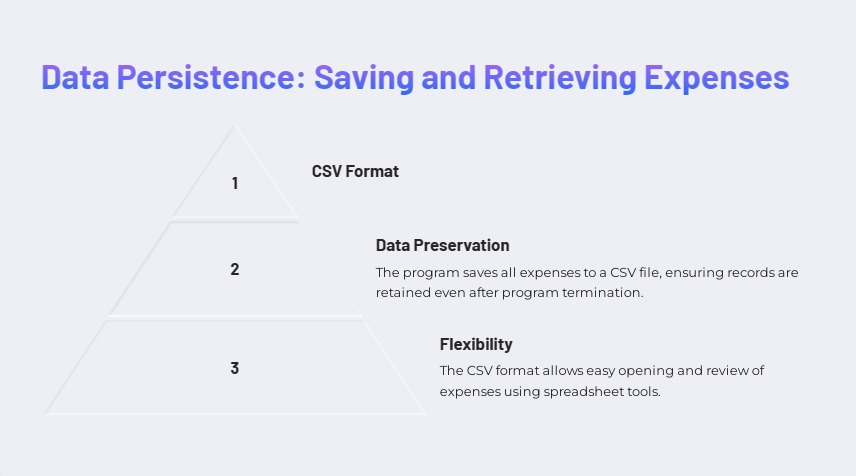 Data Persistence: Saving and Retrieving Expenses
1
CSV Format
2
Data Preservation
The program saves all expenses to a CSV file, ensuring records are
retained even after program termination.
3
Flexibility
The CSV format allows easy opening and review of
expenses using spreadsheet tools.